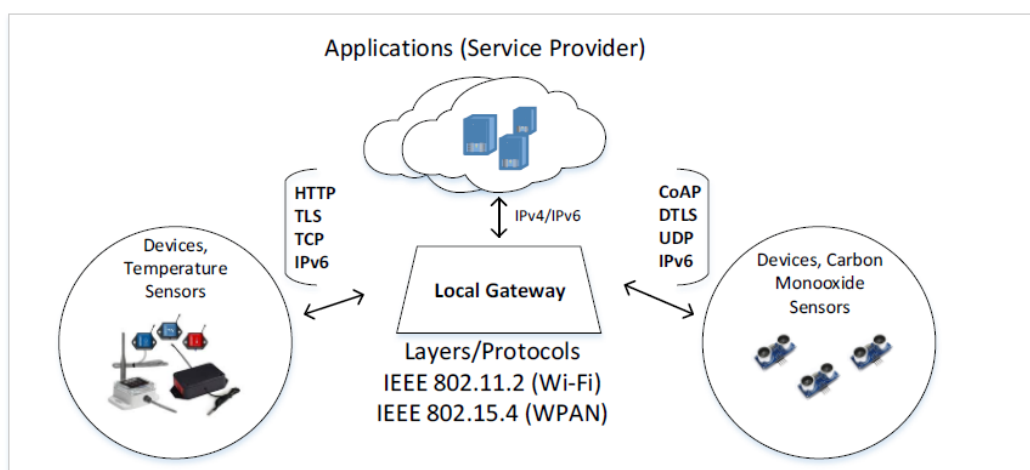 Applications (Service Provider)
HTTP
TLS
TCP
IPv6
IPv4/IPv6
CoAP
DTLS
UDP
IPv6
Devices,
Temperature
Sensors
Local Gateway
Devices, Carbon
Monooxide
Sensors
Layers/Protocols
IEEE 802.11.2 (Wi-Fi)
IEEE 802.15.4 (WPAN)